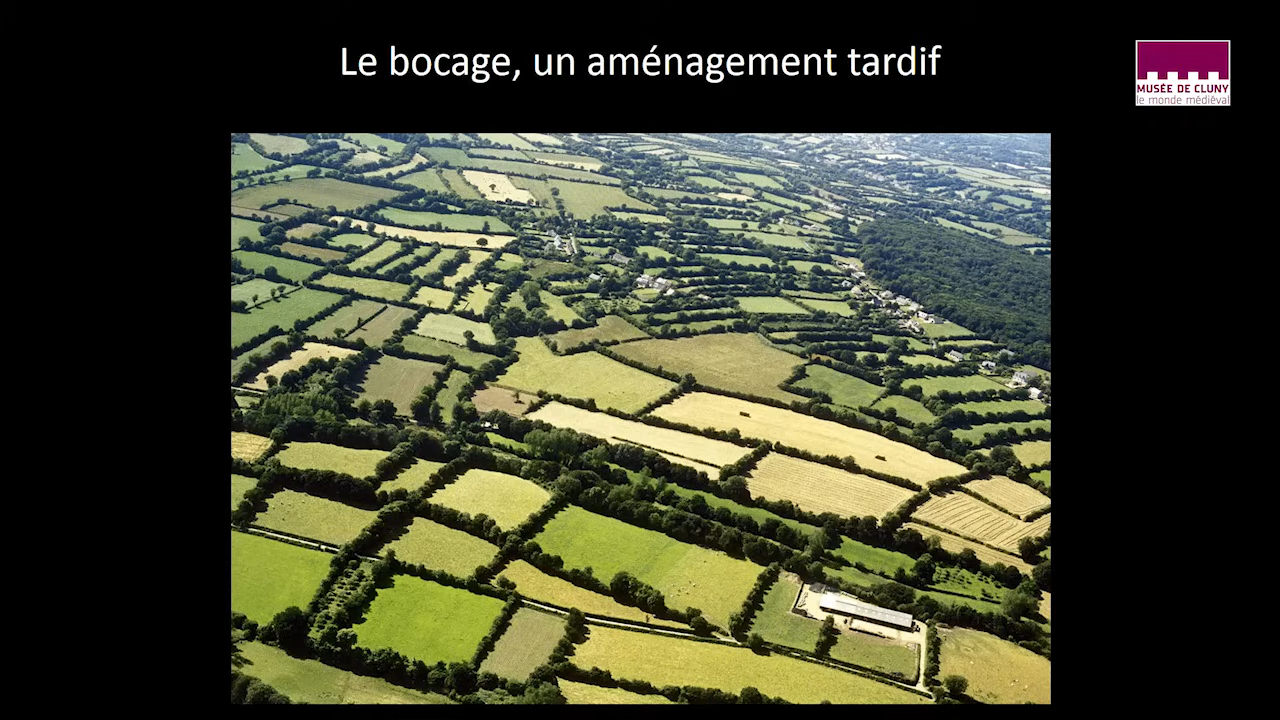 Le bocage, un aménagement tardif
MUSÉE DE CLUNY
le monde médiéval